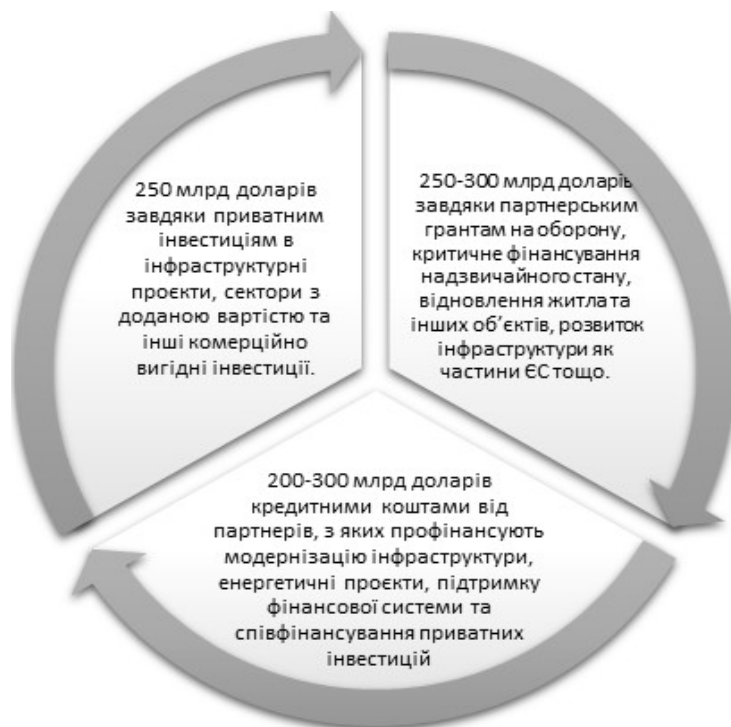 250 млрд доларів
завдяки приватним
інвестиціям в
інфраструктурні
проєкти, сектори з
доданою вартістю та
інші комерційно
вигідні інвестиції.
250-300 млрд доларів
завдяки партнерським
грантам на оборону,
критичне фінансування
надзвичайного стану,
відновлення житла та
інших об’єктів, розвиток
інфраструктури як
частини ЄС тощо.
200-300 млрд доларів
кредитними коштами від
партнерів, з яких профінансують
модернізацію інфраструктури,
енергетичні проєкти, підтримку
фінансової системи та
співфінансування приватних
інвестицій